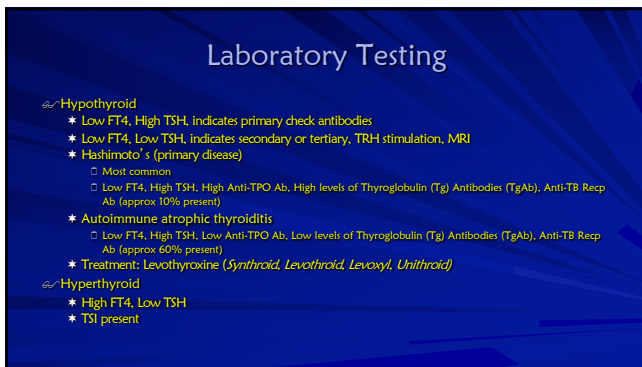 Laboratory Testing
Hypothyroid
Low FT4, High TSH, indicates primary check antibodies
Low FT4, Low TSH, indicates secondary or tertiary, TRH stimulation, MRI
Hashimoto's (primary disease)
Most common
Low FT4, High TSH, High Anti-TPO Ab, High levels of Thyroglobulin (Tg) Antibodies (TgAb), Anti-TB Recp
Ab (approx 10% present)
Autoimmune atrophic thyroiditis
Low FT4, High TSH, Low Anti-TPO Ab, Low levels of Thyroglobulin (Tg) Antibodies (TgAb), Anti-TB Recp
Ab (approx 60% present)
Treatment: Levothyroxine (Synthroid, Levothroid, Levoxyl, Unithroid)
Hyperthyroid
High FT4, Low TSH
TSI present